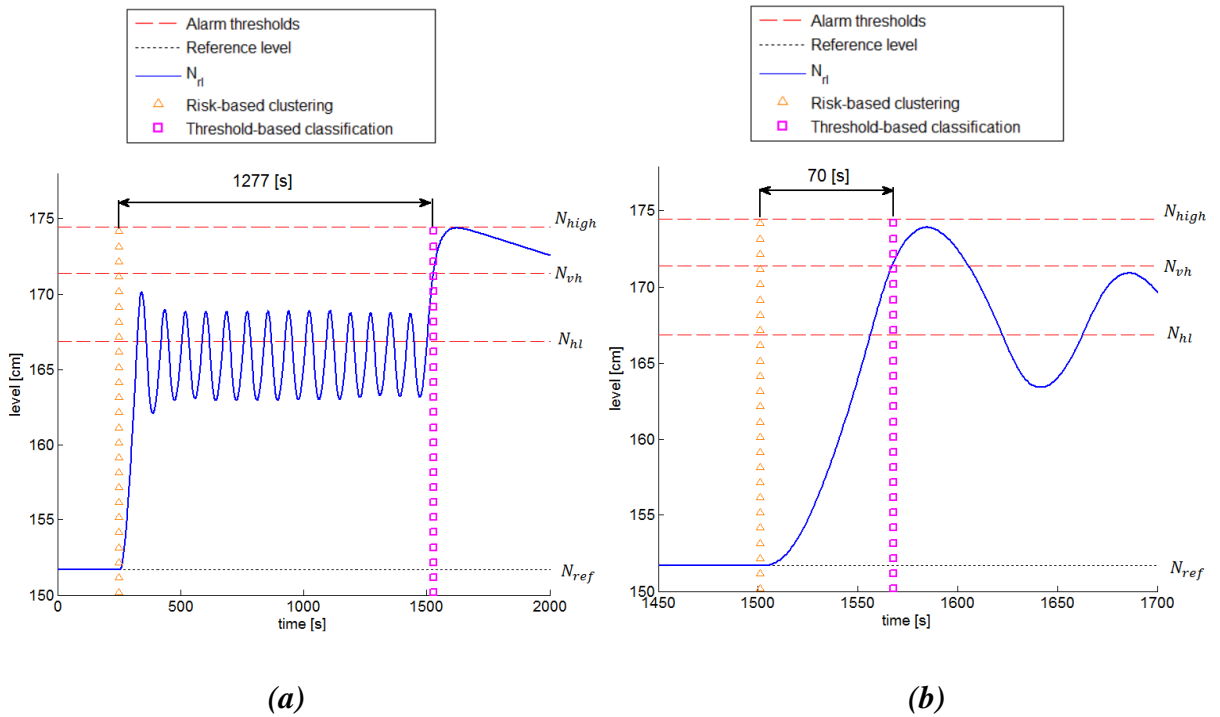 Alarm thresholds
Reference level
N_rl
Risk-based clustering
Threshold-based classification
1277 [s]
175
170
165
160
155
150
level [cm]
N_high
N_vh
N_hl
N_ref
0
500
1000
1500
2000
time [s]
(a)
Alarm thresholds
Reference level
N_rl
Risk-based clustering
Threshold-based classification
70 [s]
175
170
165
160
155
150
level [cm]
N_high
N_vh
N_hl
N_ref
1450
1500
1550
1600
1650
1700
time [s]
(b)